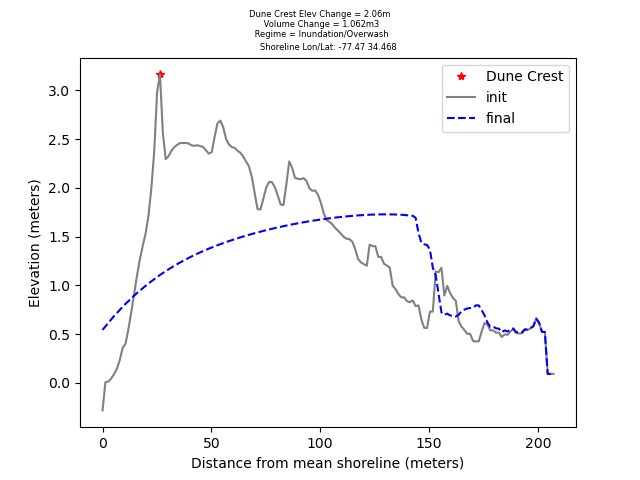 Dune Crest Elev Change = 2.06m
Volume Change = 1.062m3
Regime = Inundation/Overwash
Shoreline Lon/Lat: -77.47 34.468
Dune Crest
init
final
3.0
2.5
2.0
1.5
1.0
0.5
0.0
Elevation (meters)
0 50 100 150 200
Distance from mean shoreline (meters)